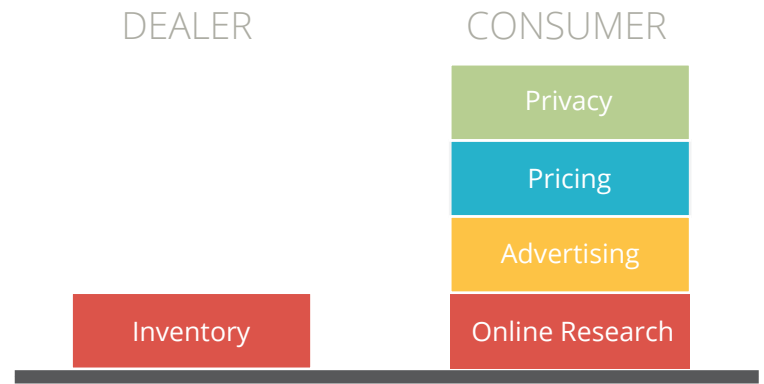 DEALER
CONSUMER
Privacy
Pricing
Advertising
Inventory
Online Research